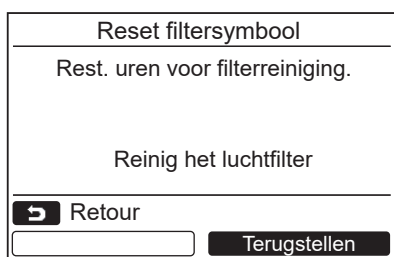 Reset filtersymbool
Rest. uren voor filterreiniging.
Reinig het luchtfilter
Retour
Terugstellen